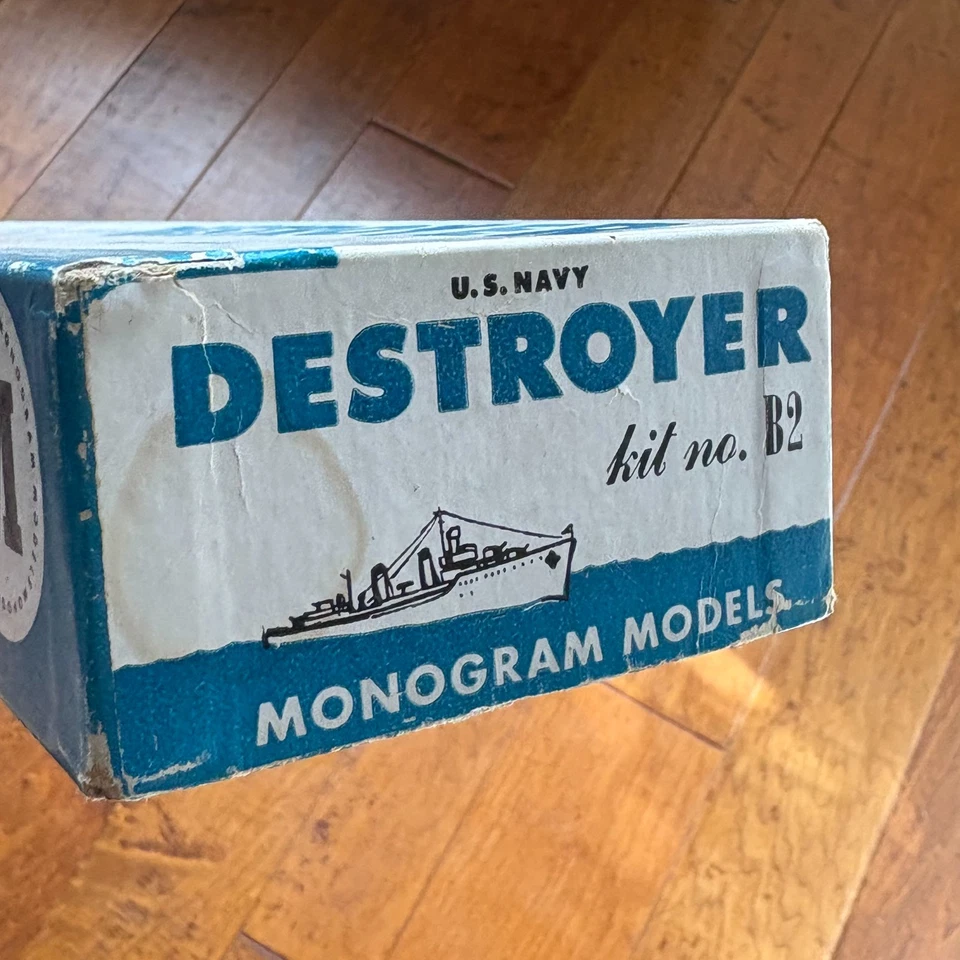 U.S. NAVY
DESTROYER
kit no. B2
MONOGRAM MODELS